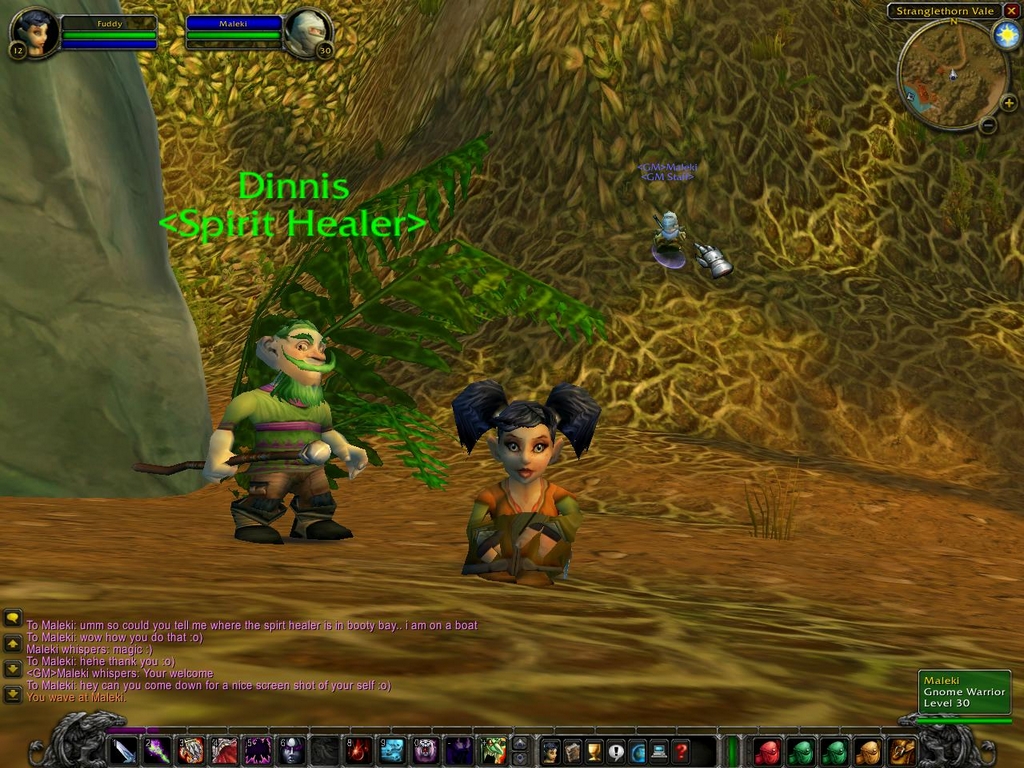 Fuddy
12
Maleki
30
Stranglethorn Vale
N
Dinnis
<Spirit Healer>
<GM>Maleki
<GM Staff>
To Maleki: umm so could you tell me where the spirt healer is in booty bay.. i am on a boat
To Maleki: wow how you do that :o)
Maleki whispers: magic :)
To Maleki: hehe thank you :o)
<GM>Maleki whispers: Your welcome
To Maleki: hey can you come down for a nice screen shot of your self :o)
You wave at Maleki.
Maleki
Gnome Warrior
Level 30